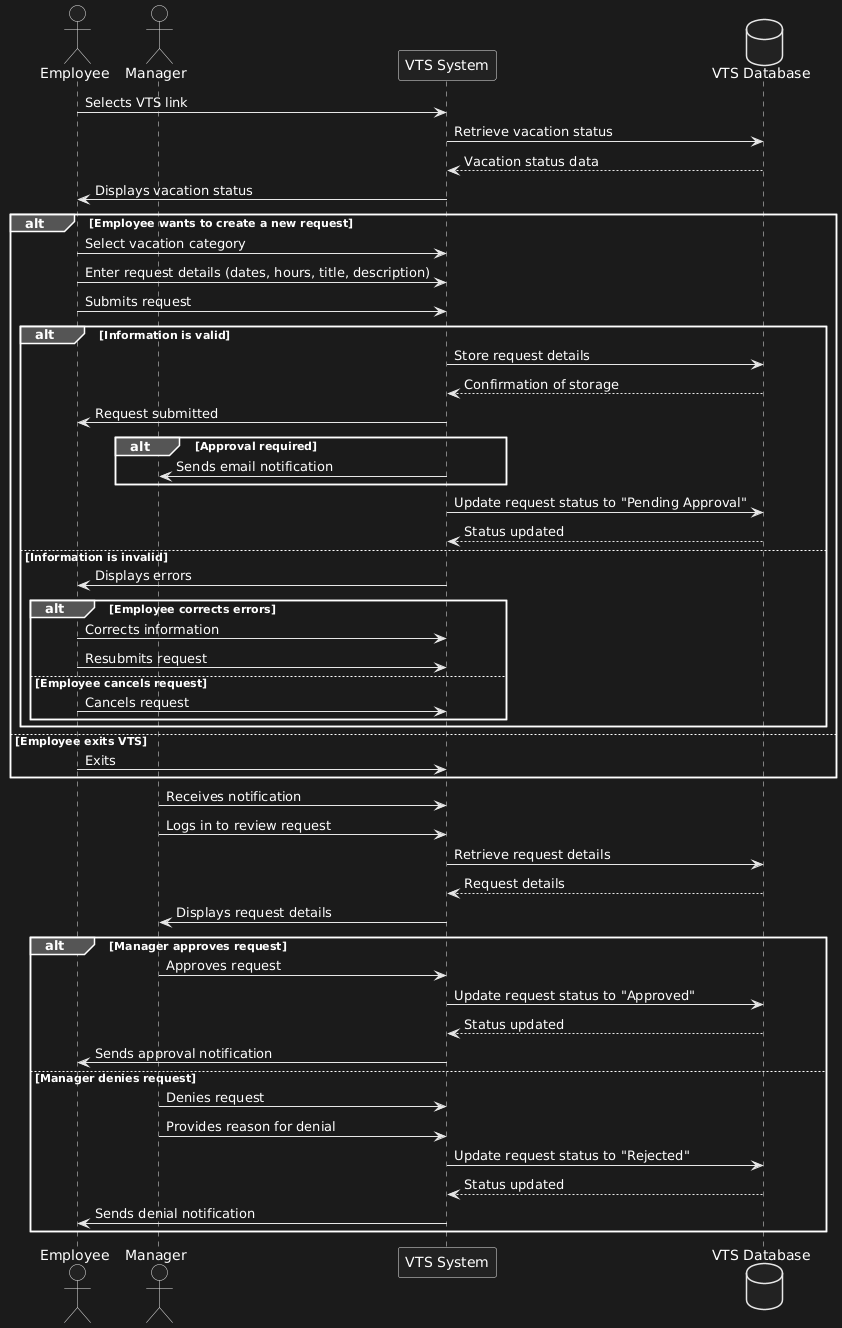 Employee
Manager
VTS System
VTS Database
Selects VTS link
Retrieve vacation status
Vacation status data
Displays vacation status
alt [Employee wants to create a new request]
Select vacation category
Enter request details (dates, hours, title, description)
Submits request
alt [Information is valid]
Store request details
Confirmation of storage
Request submitted
alt [Approval required]
Sends email notification
Update request status to "Pending Approval"
Status updated
[Information is invalid]
Displays errors
alt [Employee corrects errors]
Corrects information
Resubmits request
[Employee cancels request]
Cancels request
[Employee exits VTS]
Exits
Receives notification
Logs in to review request
Retrieve request details
Request details
Displays request details
alt [Manager approves request]
Approves request
Update request status to "Approved"
Status updated
Sends approval notification
[Manager denies request]
Denies request
Provides reason for denial
Update request status to "Rejected"
Status updated
Sends denial notification
Employee
Manager
VTS System
VTS Database